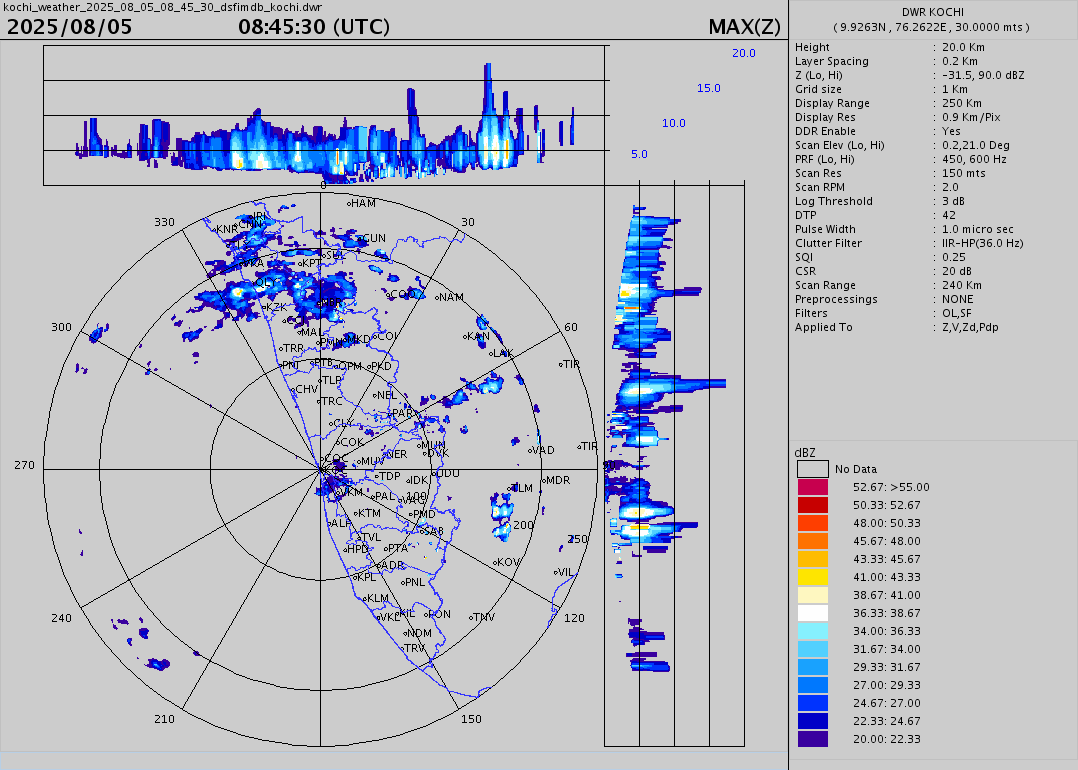 kochi_weather_2025_08_05_08_45_30_dsfimdb_kochi.dwr
2025/08/05 08:45:30 (UTC) MAX(Z)
20.0
15.0
10.0
5.0
0
30
60
120
150
210
240
270
300
330
100
200
250
HAM
GUN
KNR
KPT
NAM
KZK
MAL
COI
KAN
LAK
TRR
PNI
PTB
OPM
PKD
TIR
TLP
CHV
TRC
NEL
PAR
CLY
COK
MUN
DVK
VAD
TIR
COC
MUV
NER
TDP
IDK
UDU
MDR
TLM
VKM
PAL
VAG
KTM
PMD
ALP
SAB
TVL
HPD
PTA
ADR
KOV
VIL
KPL
PNL
KLM
VKL
KIL
PON
TNV
NDM
TRV
DWR KOCHI
( 9.9263N , 76.2622E , 30.0000 mts )
Height : 20.0 Km
Layer Spacing : 0.2 Km
Z (Lo, Hi) : -31.5, 90.0 dBZ
Grid size : 1 Km
Display Range : 250 Km
Display Res : 0.9 Km/Pix
DDR Enable : Yes
Scan Elev (Lo, Hi) : 0.2,21.0 Deg
PRF (Lo, Hi) : 450, 600 Hz
Scan Res : 150 mts
Scan RPM : 2.0
Log Threshold : 3 dB
DTP : 42
Pulse Width : 1.0 micro sec
Clutter Filter : IIR-HP(36.0 Hz)
SQI : 0.25
CSR : 20 dB
Scan Range : 240 Km
Preprocessings : NONE
Filters : OL,SF
Applied To : Z,V,Zd,Pdp
dBZ
No Data
52.67: >55.00
50.33: 52.67
48.00: 50.33
45.67: 48.00
43.33: 45.67
41.00: 43.33
38.67: 41.00
36.33: 38.67
34.00: 36.33
31.67: 34.00
29.33: 31.67
27.00: 29.33
24.67: 27.00
22.33: 24.67
20.00: 22.33